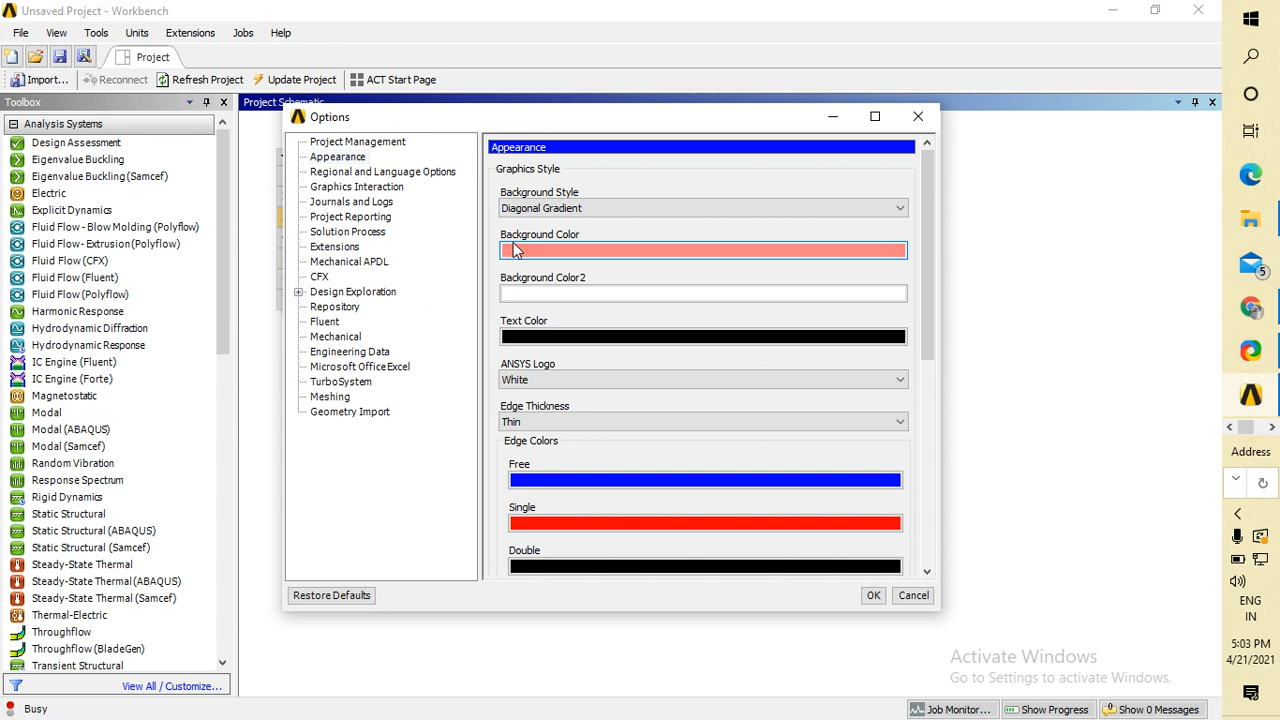 Unsaved Project - Workbench
File View Tools Units Extensions Jobs Help
Project
Import... Reconnect Refresh Project Update Project ACT Start Page
Toolbox
Project Schematic
Analysis Systems
Design Assessment
Eigenvalue Buckling
Eigenvalue Buckling (Samcef)
Electric
Explicit Dynamics
Fluid Flow - Blow Molding (Polyflow)
Fluid Flow - Extrusion (Polyflow)
Fluid Flow (CFX)
Fluid Flow (Fluent)
Fluid Flow (Polyflow)
Harmonic Response
Hydrodynamic Diffraction
Hydrodynamic Response
IC Engine (Fluent)
IC Engine (Forte)
Magnetostatic
Modal
Modal (ABAQUS)
Modal (Samcef)
Random Vibration
Response Spectrum
Rigid Dynamics
Static Structural
Static Structural (ABAQUS)
Static Structural (Samcef)
Steady-State Thermal
Steady-State Thermal (ABAQUS)
Steady-State Thermal (Samcef)
Thermal-Electric
Throughflow
Throughflow (BladeGen)
Transient Structural
View All / Customize...
Options
Project Management
Appearance
Regional and Language Options
Graphics Interaction
Journals and Logs
Project Reporting
Solution Process
Extensions
Mechanical APDL
CFX
Design Exploration
Repository
Fluent
Mechanical
Engineering Data
Microsoft Office Excel
TurboSystem
Meshing
Geometry Import
Appearance
Graphics Style
Background Style
Diagonal Gradient
Background Color
Background Color2
Text Color
ANSYS Logo
White
Edge Thickness
Thin
Edge Colors
Free
Single
Double
Restore Defaults OK Cancel
Activate Windows
Go to Settings to activate Windows.
Busy
Job Monitor... Show Progress Show 0 Messages
5
Address
ENG
IN
5:03 PM
4/21/2021